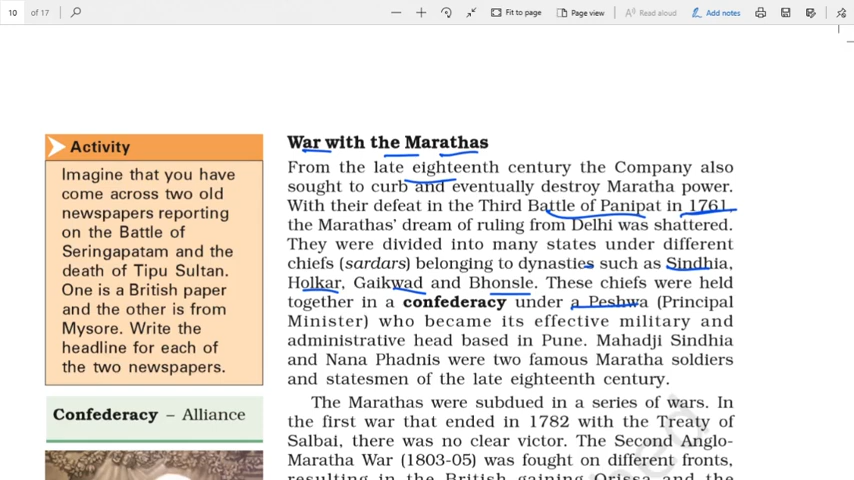 10 of 17
Fit to page
Page view
Read aloud
Add notes
Activity
Imagine that you have
come across two old
newspapers reporting
on the Battle of
Seringapatam and the
death of Tipu Sultan.
One is a British paper
and the other is from
Mysore. Write the
headline for each of
the two newspapers.
Confederacy – Alliance
War with the Marathas
From the late eighteenth century the Company also
sought to curb and eventually destroy Maratha power.
With their defeat in the Third Battle of Panipat in 1761,
the Marathas' dream of ruling from Delhi was shattered.
They were divided into many states under different
chiefs (sardars) belonging to dynasties such as Sindhia,
Holkar, Gaikwad and Bhonsle. These chiefs were held
together in a confederacy under a Peshwa (Principal
Minister) who became its effective military and
administrative head based in Pune. Mahadji Sindhia
and Nana Phadnis were two famous Maratha soldiers
and statesmen of the late eighteenth century.
The Marathas were subdued in a series of wars. In
the first war that ended in 1782 with the Treaty of
Salbai, there was no clear victor. The Second Anglo-
Maratha War (1803-05) was fought on different fronts,
resulting in the British gaining Orissa and the